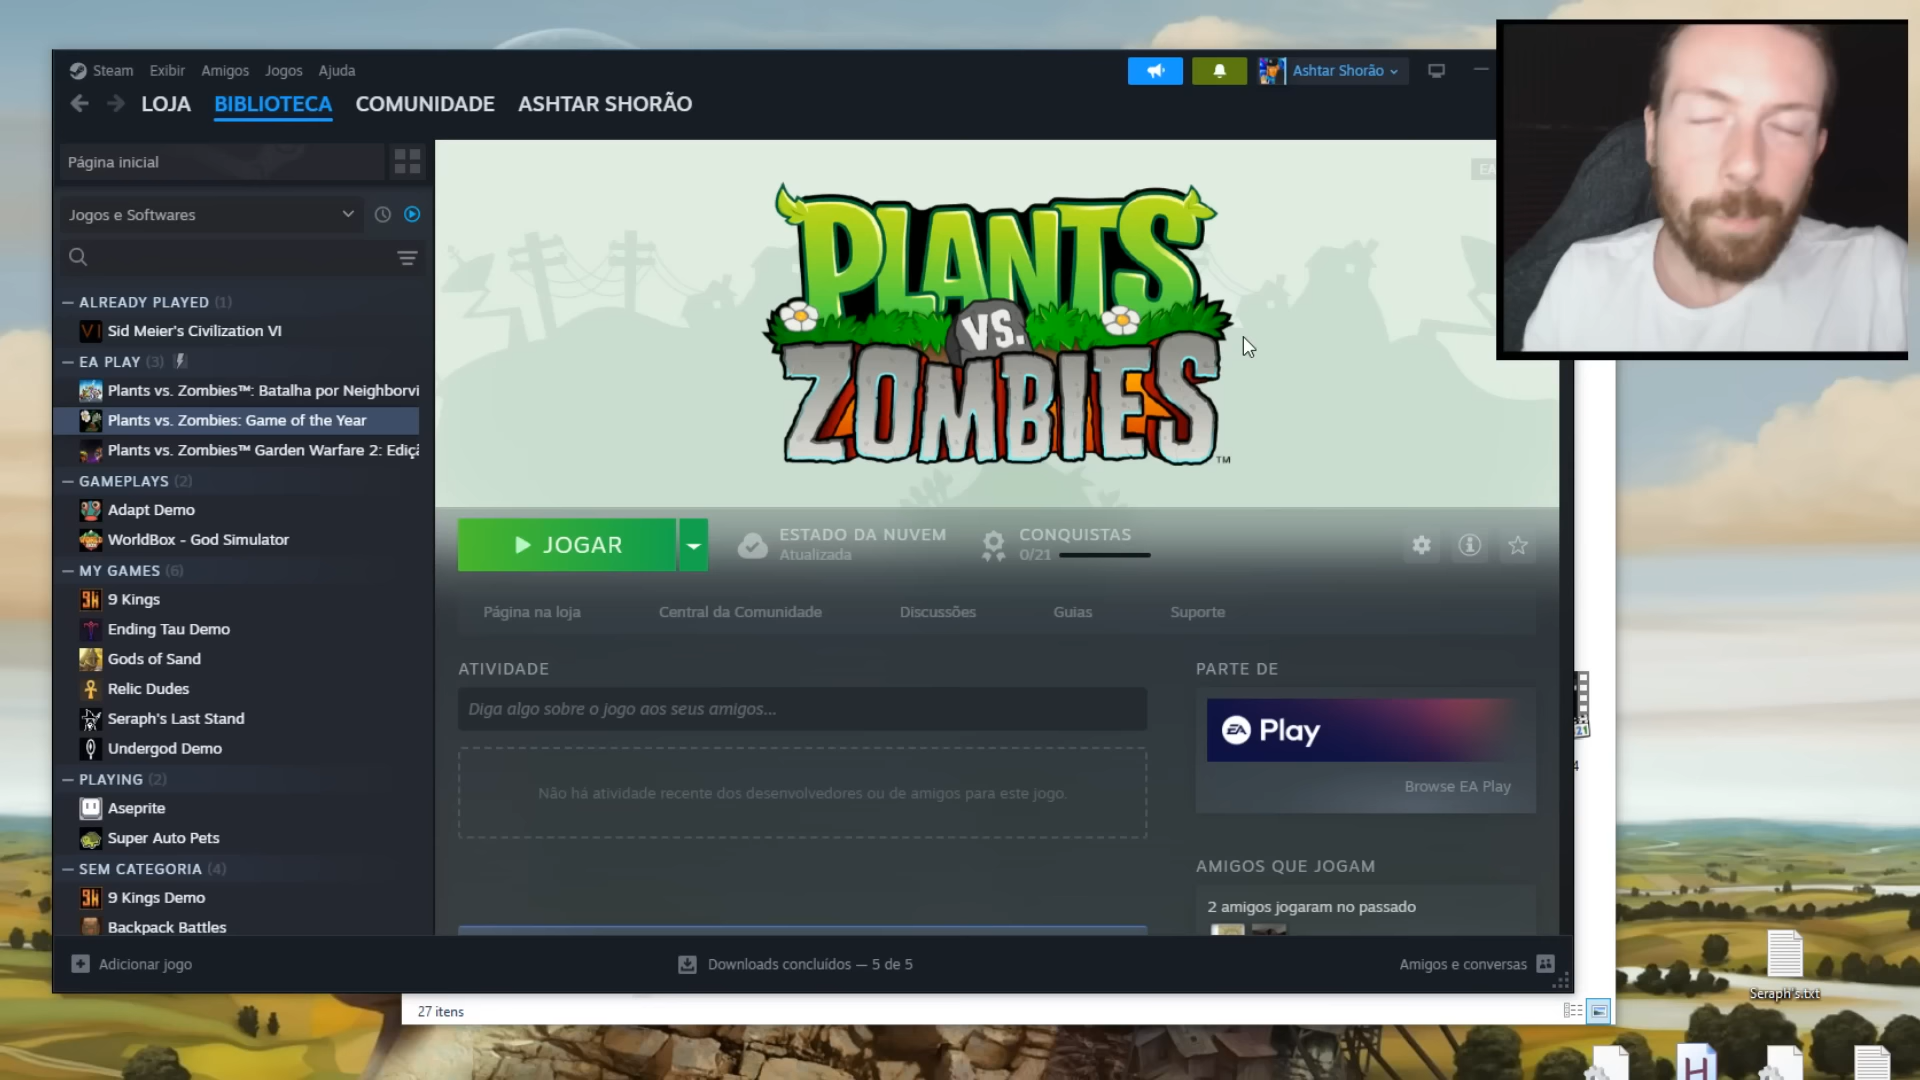 Steam Exibir Amigos Jogos Ajuda
Ashtar Shorão
LOJA BIBLIOTECA COMUNIDADE ASHTAR SHORÃO
Página inicial
Jogos e Softwares
— ALREADY PLAYED (1)
Sid Meier's Civilization VI
— EA PLAY (3)
Plants vs. Zombies™: Batalha por Neighborvi
Plants vs. Zombies: Game of the Year
Plants vs. Zombies™ Garden Warfare 2: Ediçã
— GAMEPLAYS (2)
Adapt Demo
WorldBox - God Simulator
— MY GAMES (6)
9 Kings
Ending Tau Demo
Gods of Sand
Relic Dudes
Seraph's Last Stand
Undergod Demo
— PLAYING (2)
Aseprite
Super Auto Pets
— SEM CATEGORIA (4)
9 Kings Demo
Backpack Battles
EA
PLANTS
VS.
ZOMBIES™
JOGAR
ESTADO DA NUVEM
Atualizada
CONQUISTAS
0/21
Página na loja Central da Comunidade Discussões Guias Suporte
ATIVIDADE
Diga algo sobre o jogo aos seus amigos...
Não há atividade recente dos desenvolvedores ou de amigos para este jogo.
PARTE DE
EA Play
Browse EA Play
AMIGOS QUE JOGAM
2 amigos jogaram no passado
Adicionar jogo
Downloads concluídos — 5 de 5
Amigos e conversas
27 itens
21
4
Seraph's.txt
H